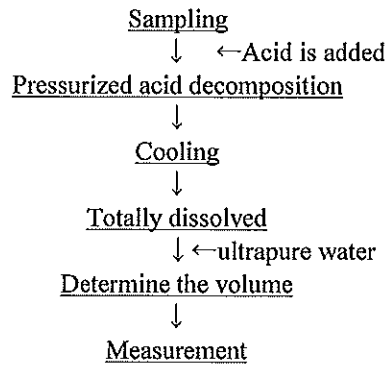 Sampling
↓ ←Acid is added
Pressurized acid decomposition
↓
Cooling
↓
Totally dissolved
↓ ←ultrapure water
Determine the volume
↓
Measurement